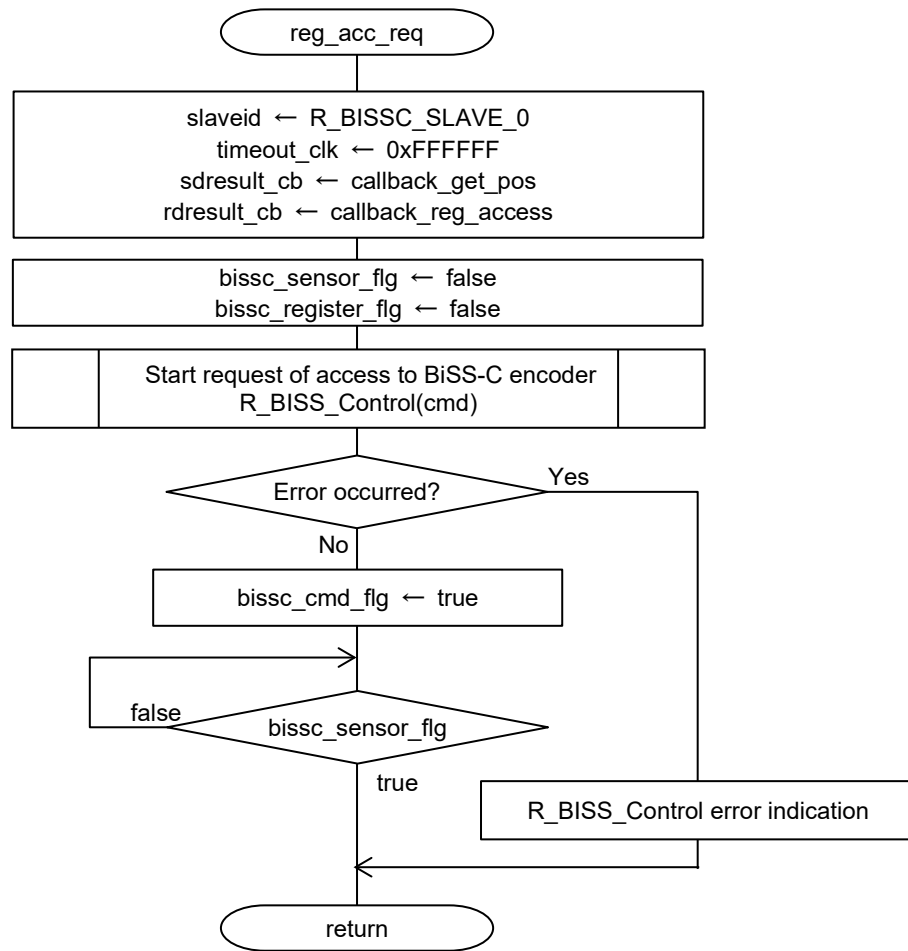 reg_acc_req
slaveid ← R_BISSC_SLAVE_0
timeout_clk ← 0xFFFFFF
sdresult_cb ← callback_get_pos
rdresult_cb ← callback_reg_access
bissc_sensor_flg ← false
bissc_register_flg ← false
Start request of access to BiSS-C encoder
R_BISS_Control(cmd)
Error occurred?
Yes
No
bissc_cmd_flg ← true
false
bissc_sensor_flg
true
R_BISS_Control error indication
return